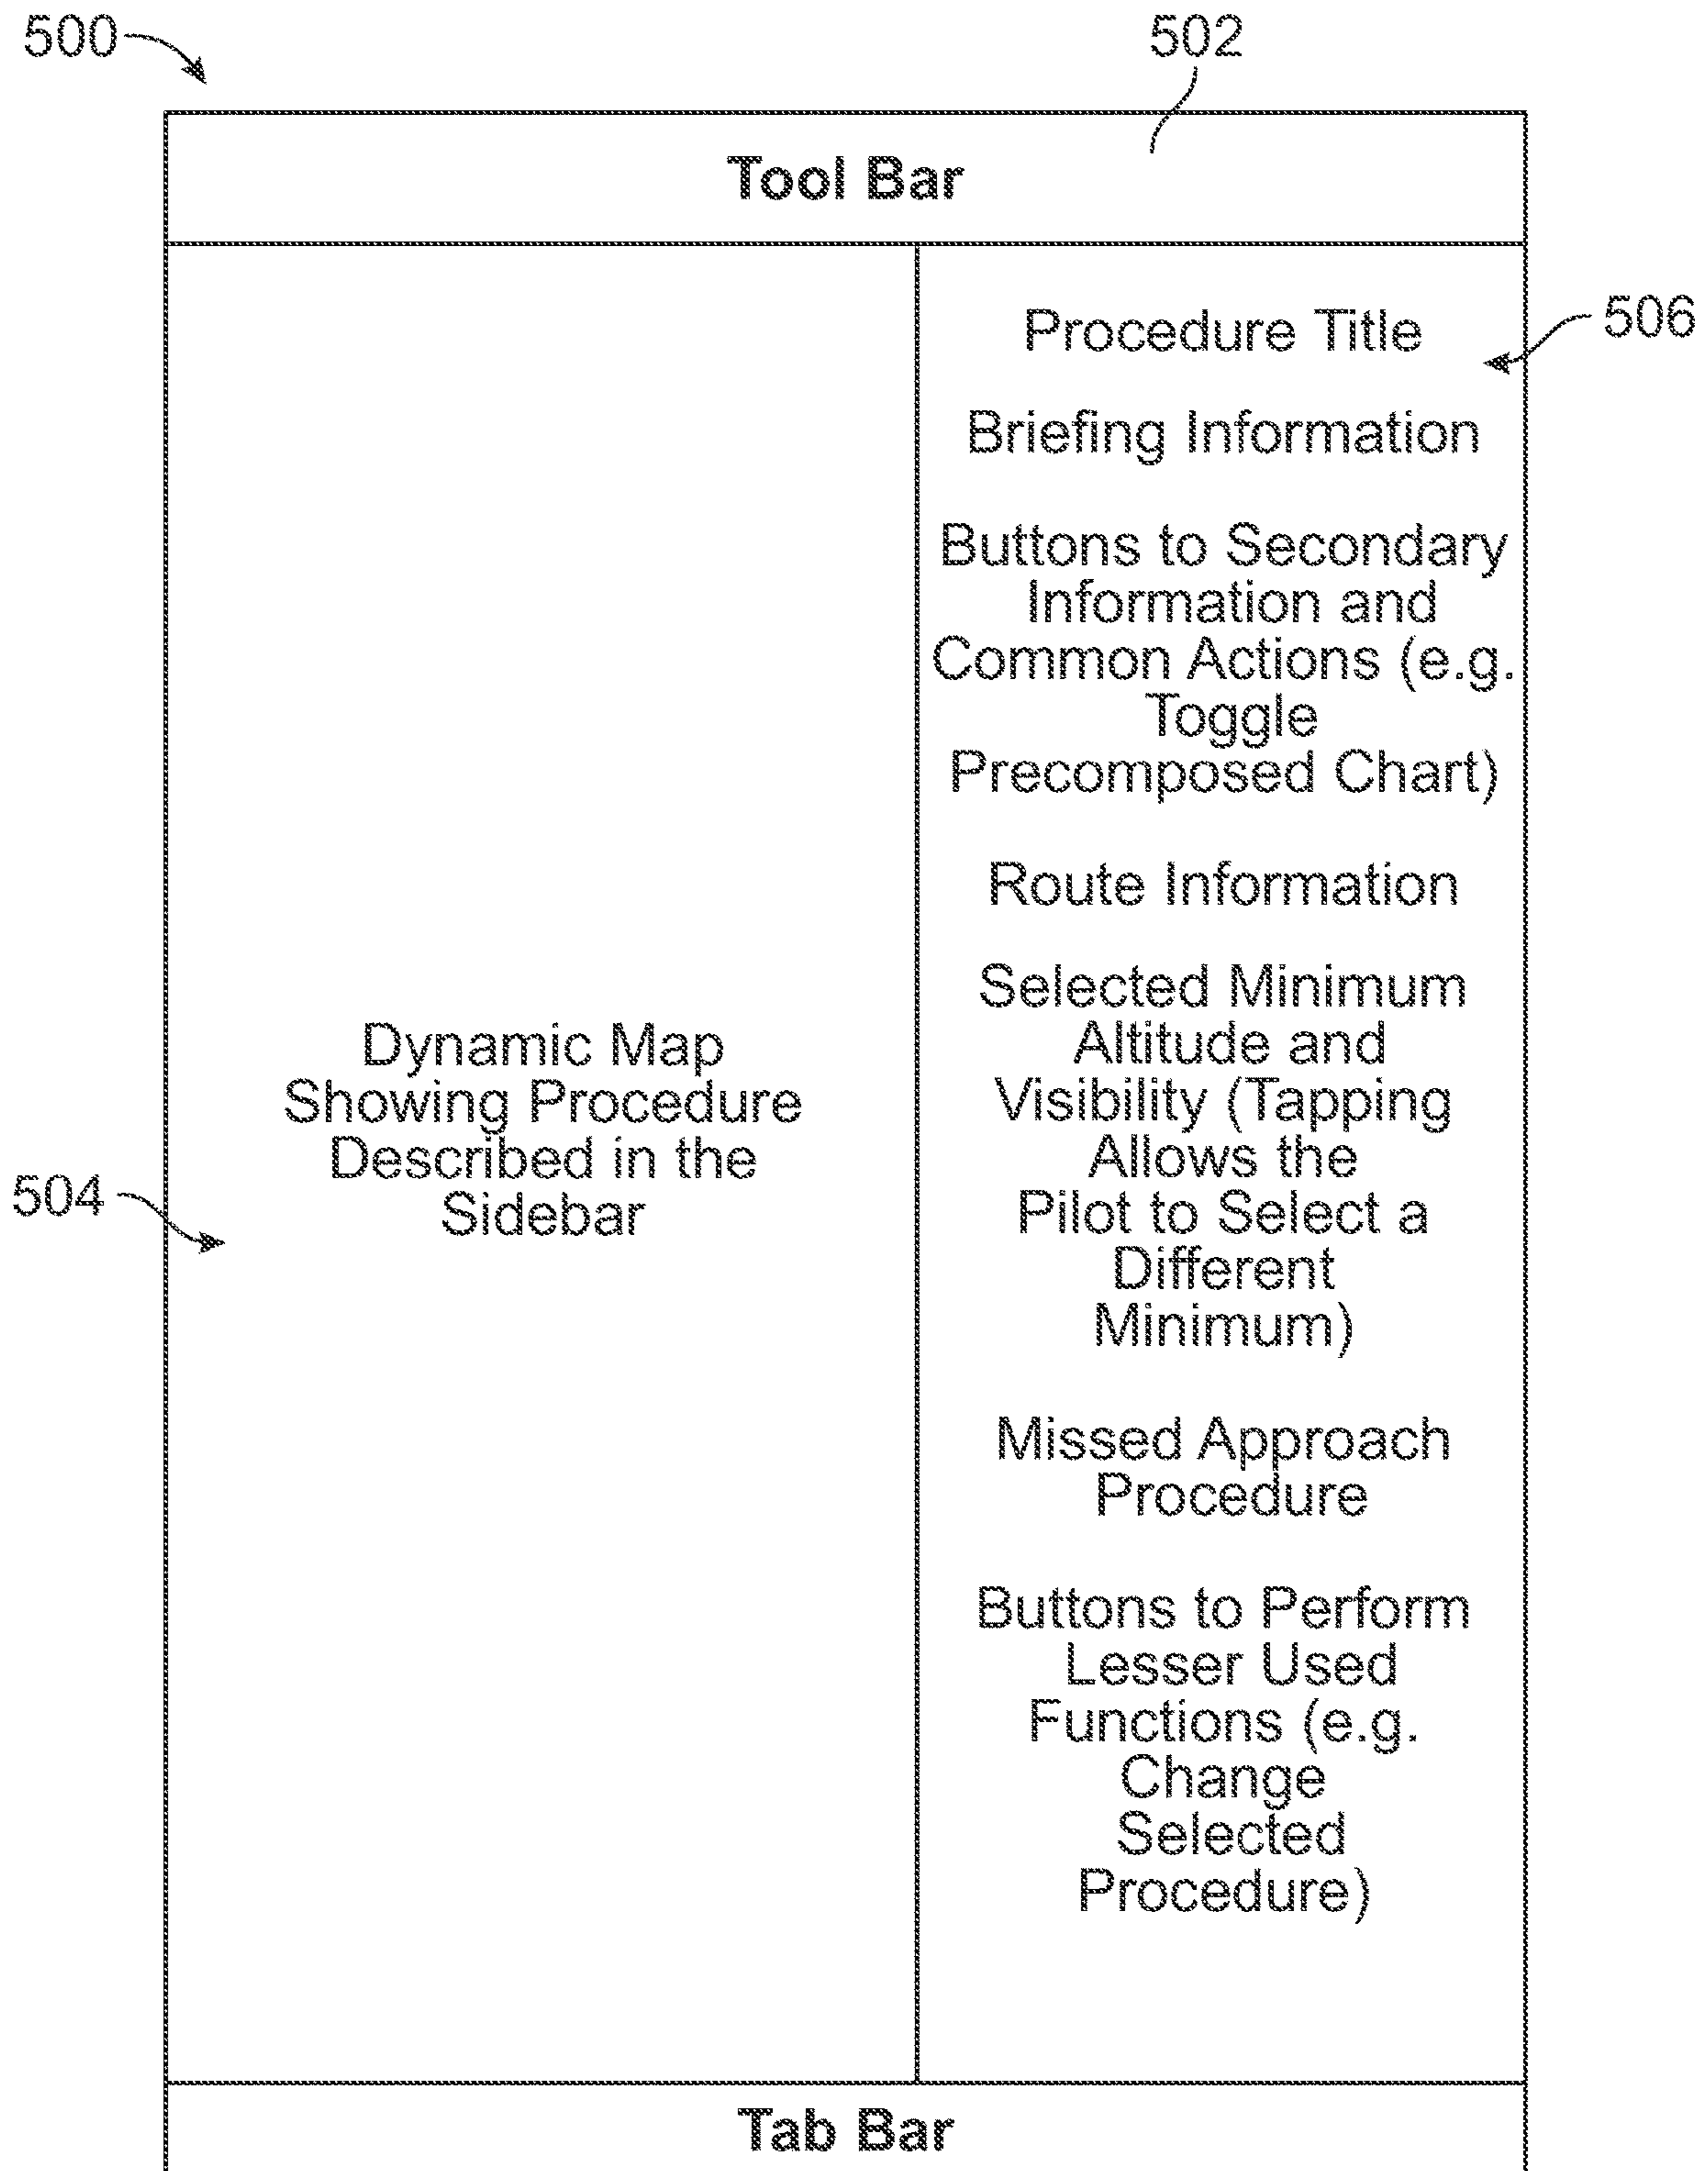 500
502
Tool Bar
506
Procedure Title
Briefing Information
Buttons to Secondary
Information and
Common Actions (e.g.
Toggle
Precomposed Chart)
Route Information
Selected Minimum
Altitude and
Visibility (Tapping
Allows the
Pilot to Select a
Different
Minimum)
Missed Approach
Procedure
Buttons to Perform
Lesser Used
Functions (e.g.
Change
Selected
Procedure)
Dynamic Map
Showing Procedure
Described in the
Sidebar
504
Tab Bar